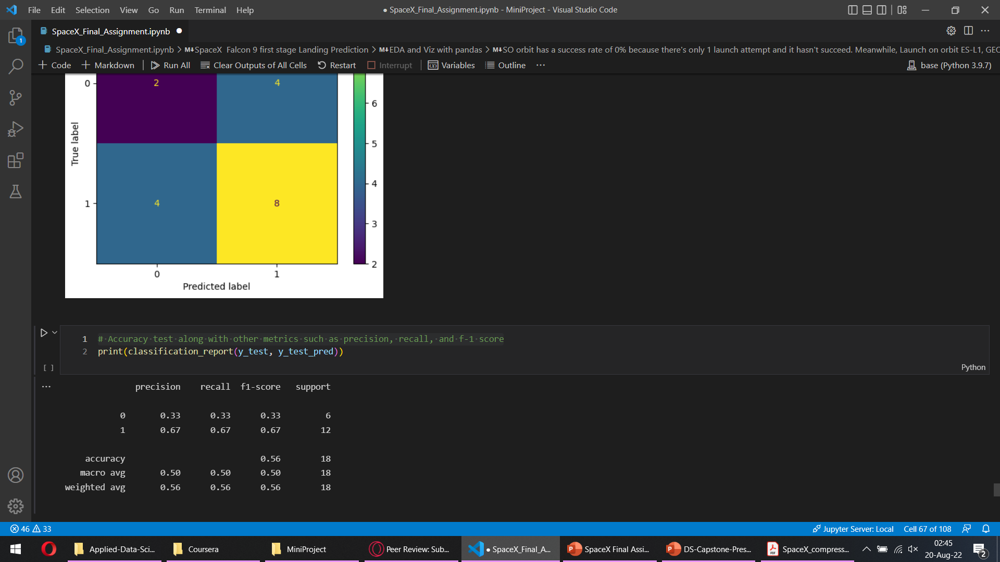 File Edit Selection View Go Run Terminal Help
● SpaceX_Final_Assignment.ipynb - MiniProject - Visual Studio Code
SpaceX_Final_Assignment.ipynb ●
SpaceX_Final_Assignment.ipynb > M↓SpaceX Falcon 9 first stage Landing Prediction > M↓EDA and Viz with pandas > M↓SO orbit has a success rate of 0% because there's only 1 launch attempt and it hasn't succeed. Meanwhile, Launch on orbit ES-L1, GEO
+ Code + Markdown | Run All Clear Outputs of All Cells Restart Interrupt | Variables Outline ··· base (Python 3.9.7)
1
0 2 4
6
5
True label
4
3
1 4 8
2
0 1
Predicted label
1 # Accuracy test along with other metrics such as precision, recall, and f-1 score
2 print(classification_report(y_test, y_test_pred))
[ ] Python
··· precision recall f1-score support
0 0.33 0.33 0.33 6
1 0.67 0.67 0.67 12
accuracy 0.56 18
macro avg 0.50 0.50 0.50 18
weighted avg 0.56 0.56 0.56 18
46 33 Jupyter Server: Local Cell 67 of 108
Applied-Data-Sci... Coursera MiniProject Peer Review: Sub... ● SpaceX_Final_A... SpaceX Final Assi... DS-Capstone-Pres... SpaceX_compress... 02:45
20-Aug-22 2